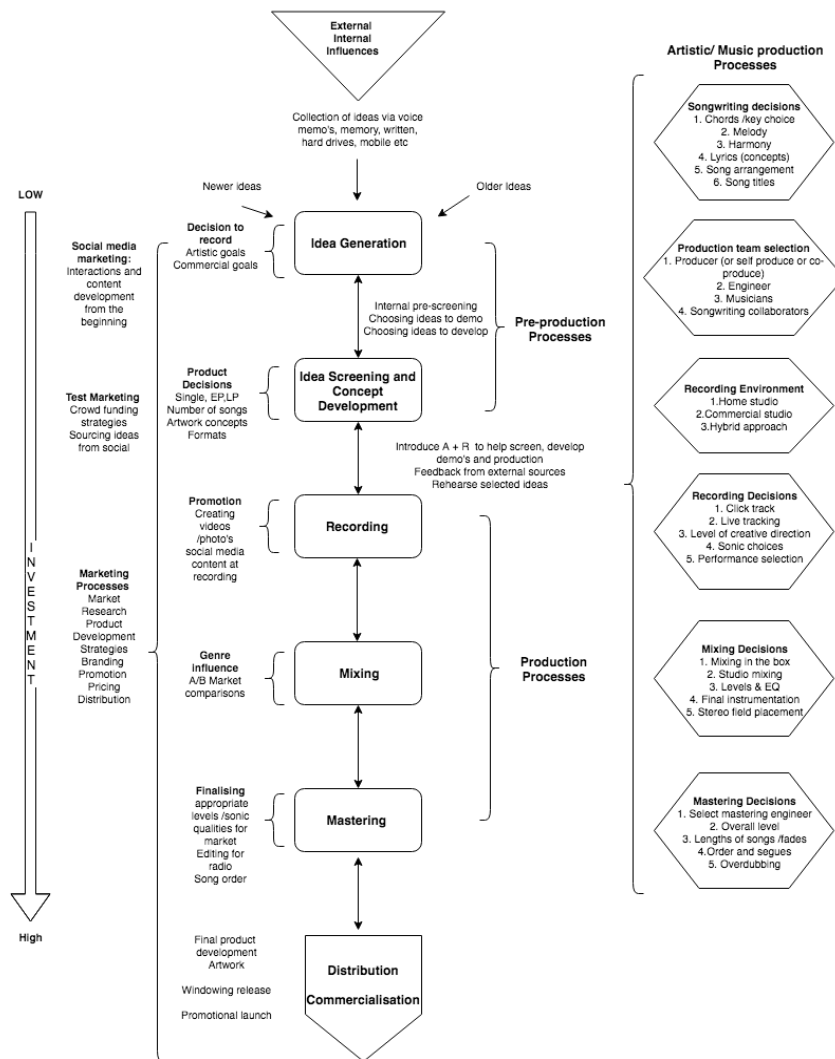 External
Internal
Influences
Collection of ideas via voice
memo's, memory, written,
hard drives, mobile etc
Newer ideas
Older Ideas
LOW
INVESTMENT
High
Social media
marketing:
Interactions and
content
development
from the
beginning
Test Marketing
Crowd funding
strategies
Sourcing ideas
from social
Marketing
Processes
Market
Research
Product
Development
Strategies
Branding
Promotion
Pricing
Distribution
Decision to
record
Artistic goals
Commercial goals
Idea Generation
Internal pre-screening
Choosing ideas to demo
Choosing ideas to develop
Pre-production
Processes
Product
Decisions
Single, EP,LP
Number of songs
Artwork concepts
Formats
Idea Screening and
Concept
Development
Introduce A + R to help screen, develop
demo's and production
Feedback from external sources
Rehearse selected ideas
Promotion
Creating
videos
/photo's
social media
content at
recording
Recording
Genre
influence
A/B Market
comparisons
Mixing
Production
Processes
Finalising
appropriate
levels /sonic
qualities for
market
Editing for
radio
Song order
Mastering
Final product
development
Artwork
Windowing release
Promotional launch
Distribution
Commercialisation
Artistic/ Music production
Processes
Songwriting decisions
1. Chords /key choice
2. Melody
3. Harmony
4. Lyrics (concepts)
5. Song arrangement
6. Song titles
Production team selection
1. Producer (or self produce or co-
produce)
2. Engineer
3. Musicians
4. Songwriting collaborators
Recording Environment
1.Home studio
2.Commercial studio
3.Hybrid approach
Recording Decisions
1. Click track
2. Live tracking
3. Level of creative direction
4. Sonic choices
5. Performance selection
Mixing Decisions
1. Mixing in the box
2. Studio mixing
3. Levels & EQ
4. Final instrumentation
5. Stereo field placement
Mastering Decisions
1. Select mastering engineer
2. Overall level
3. Lengths of songs /fades
4.Order and segues
5. Overdubbing